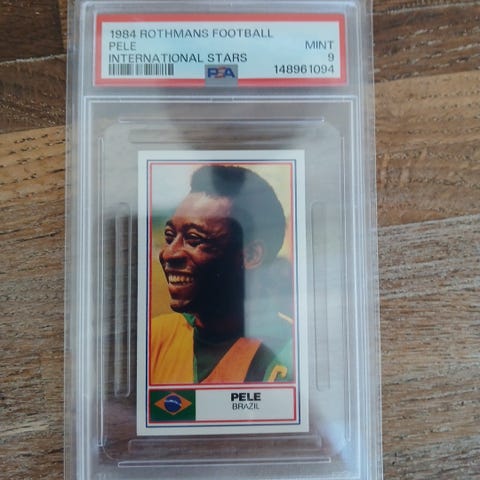 1984 ROTHMANS FOOTBALL
PELE MINT
INTERNATIONAL STARS 9
PSA 148961094
C
PELE
BRAZIL